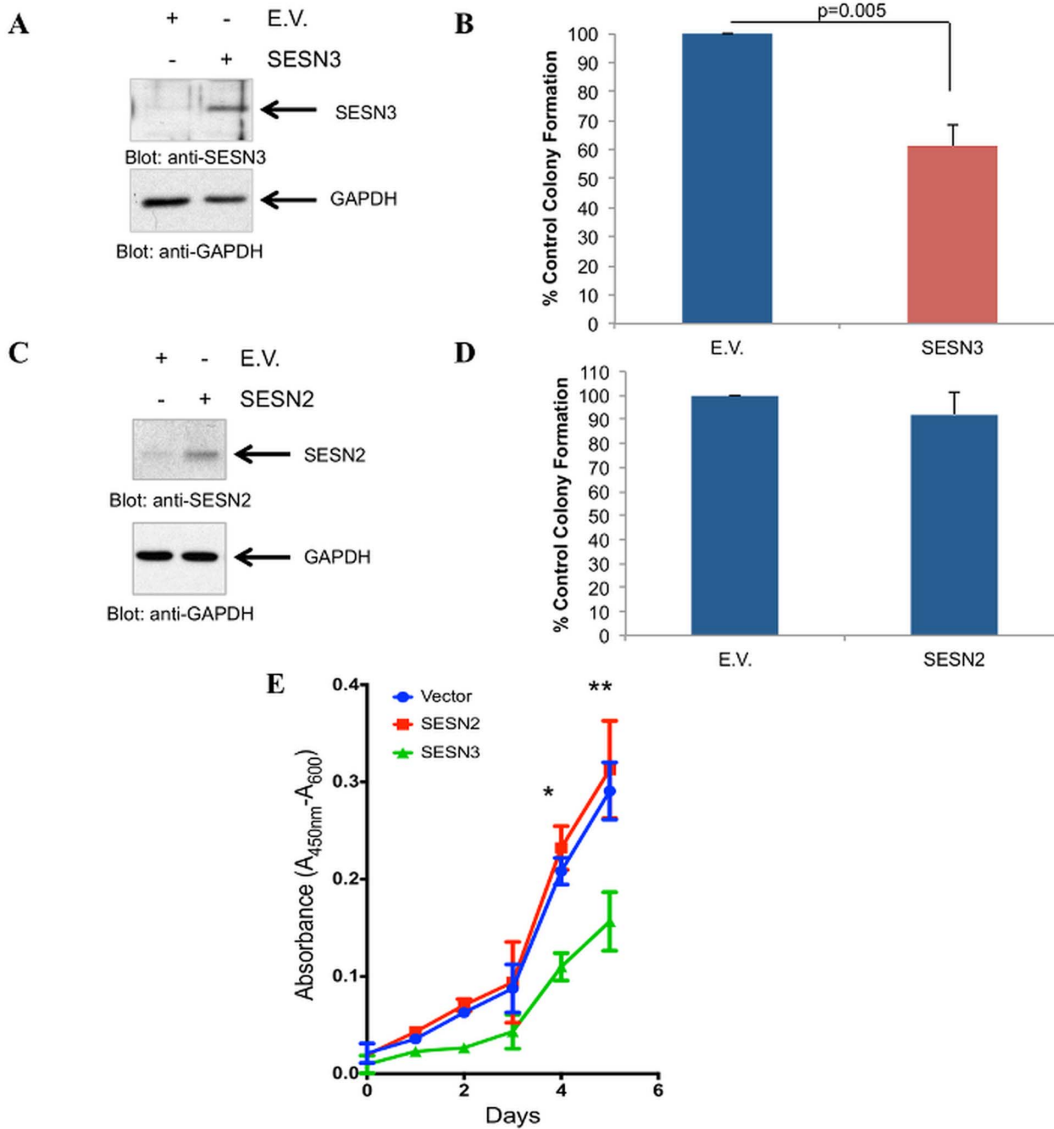 A
+ - E.V.
- + SESN3
SESN3
Blot: anti-SESN3
GAPDH
Blot: anti-GAPDH
B
p=0.005
% Control Colony Formation
100
90
80
70
60
50
40
30
20
10
0
E.V. SESN3
C
+ - E.V.
- + SESN2
SESN2
Blot: anti-SESN2
GAPDH
Blot: anti-GAPDH
D
% Control Colony Formation
110
100
90
80
70
60
50
40
30
20
10
0
E.V. SESN2
E
Vector
SESN2
SESN3
*
**
Absorbance (A450nm-A600)
0.4
0.3
0.2
0.1
0.0
0 2 4 6
Days